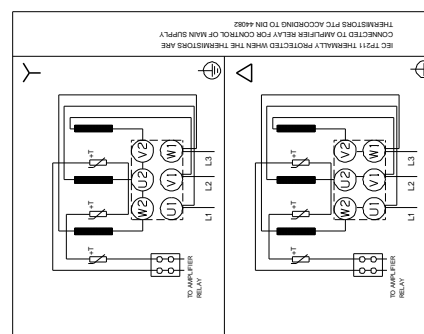 IEC TP211 THERMALLY PROTECTED WHEN THE THERMISTORS ARE
CONNECTED TO AMPLIFIER RELAY FOR CONTROL OF MAIN SUPPLY
THERMISTORS PTC ACCORDING TO DIN 44082
+T
V2 W1
L3
U2 V1
L2
+T
W2 U1
L1
+T
TO AMPLIFIER
RELAY
+T
V2 W1
L3
U2 V1
L2
+T
W2 U1
L1
+T
TO AMPLIFIER
RELAY